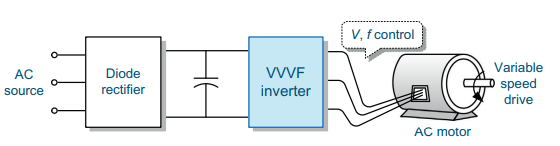 AC
source
Diode
rectifier
VVVF
inverter
V, f control
Variable
speed
drive
AC motor